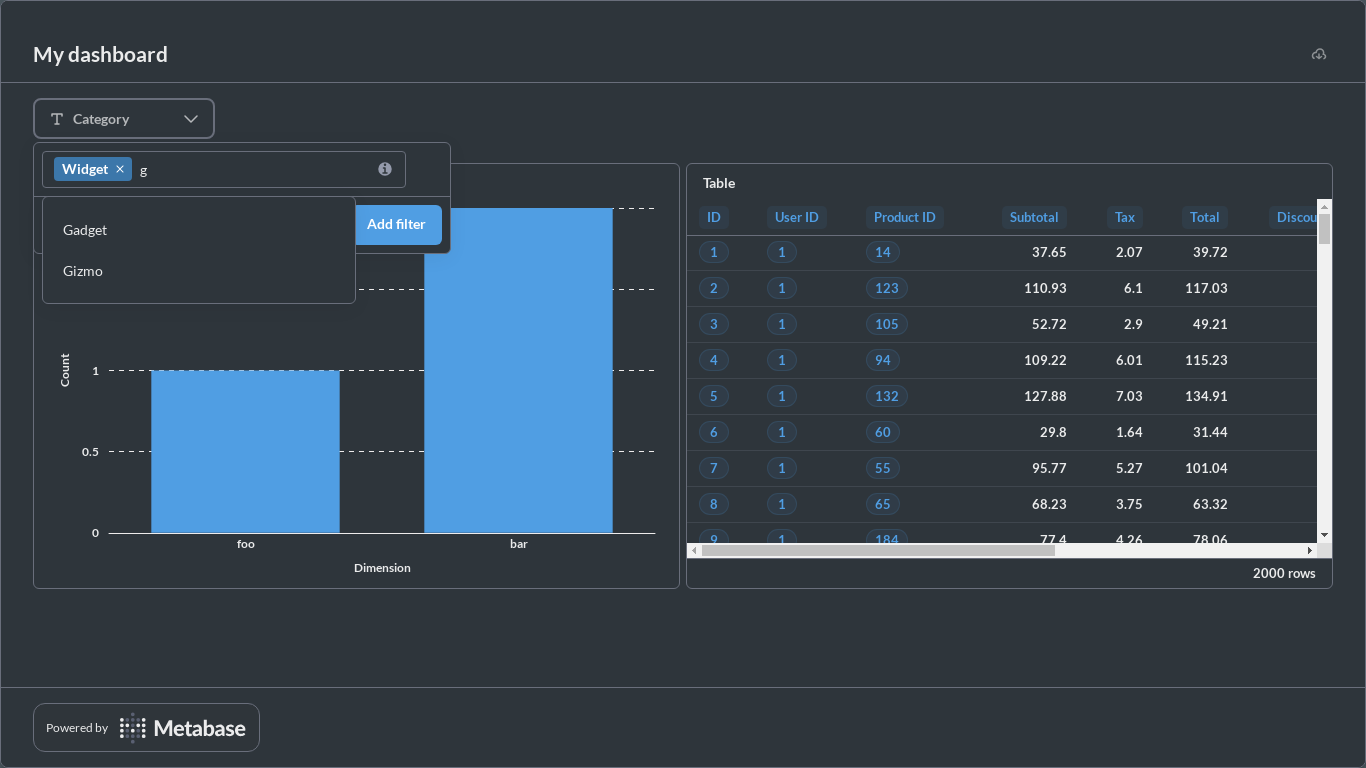 My dashboard
Category
Widget g
Add filter
Gadget
Gizmo
Count
1
0.5
0
foo
bar
Dimension
Table
ID User ID Product ID Subtotal Tax Total Discou
1 1 14 37.65 2.07 39.72
2 1 123 110.93 6.1 117.03
3 1 105 52.72 2.9 49.21
4 1 94 109.22 6.01 115.23
5 1 132 127.88 7.03 134.91
6 1 60 29.8 1.64 31.44
7 1 55 95.77 5.27 101.04
8 1 65 68.23 3.75 63.32
9 1 184 77.4 4.26 78.06
2000 rows
Powered by Metabase